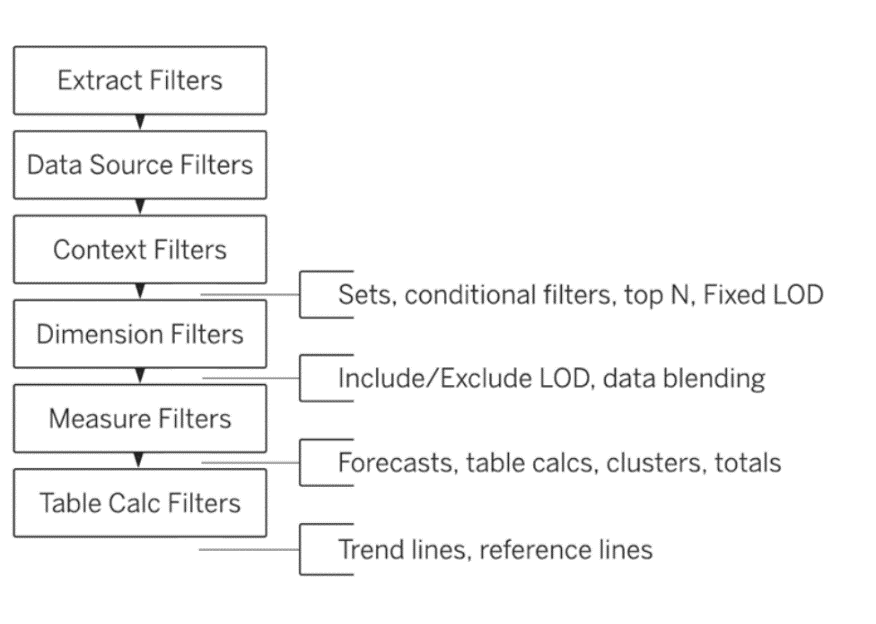 Extract Filters
Data Source Filters
Context Filters
Sets, conditional filters, top N, Fixed LOD
Dimension Filters
Include/Exclude LOD, data blending
Measure Filters
Forecasts, table calcs, clusters, totals
Table Calc Filters
Trend lines, reference lines